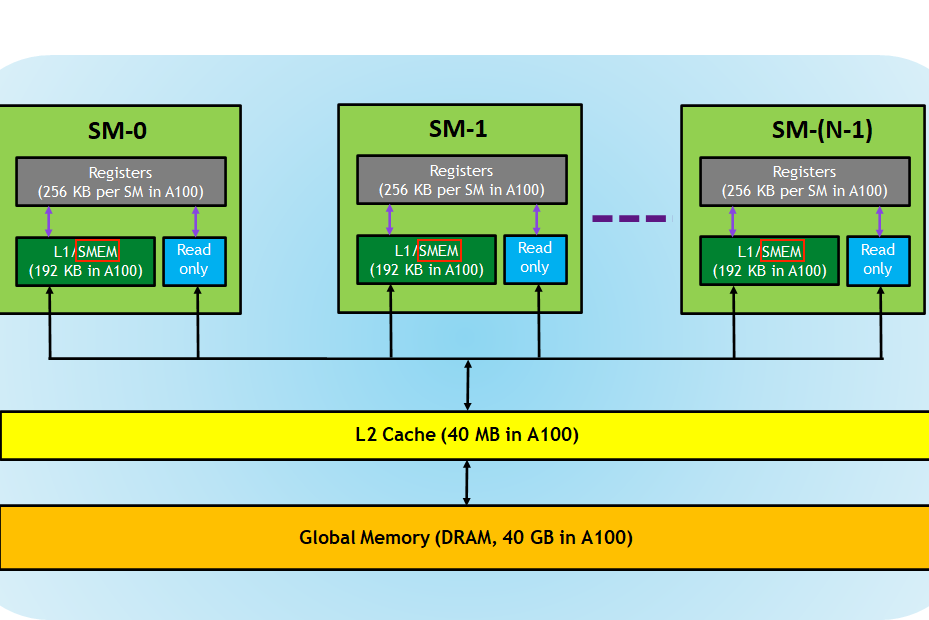 SM-0
Registers
(256 KB per SM in A100)
L1/SMEM
(192 KB in A100)
Read
only
SM-1
Registers
(256 KB per SM in A100)
L1/SMEM
(192 KB in A100)
Read
only
SM-(N-1)
Registers
(256 KB per SM in A100)
L1/SMEM
(192 KB in A100)
Read
only
L2 Cache (40 MB in A100)
Global Memory (DRAM, 40 GB in A100)